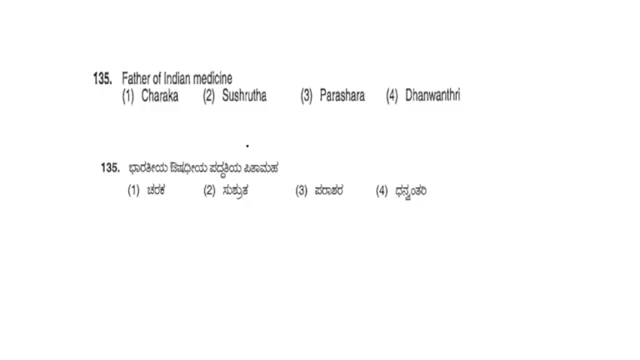 135. Father of Indian medicine
(1) Charaka (2) Sushrutha (3) Parashara (4) Dhanwanthri
135. ಭಾರತೀಯ ಔಷಧೀಯ ಪದ್ಧತಿಯ ಪಿತಾಮಹ
(1) ಚರಕ (2) ಸುಶ್ರುತ (3) ಪರಾಶರ (4) ಧನ್ವಂತರಿ